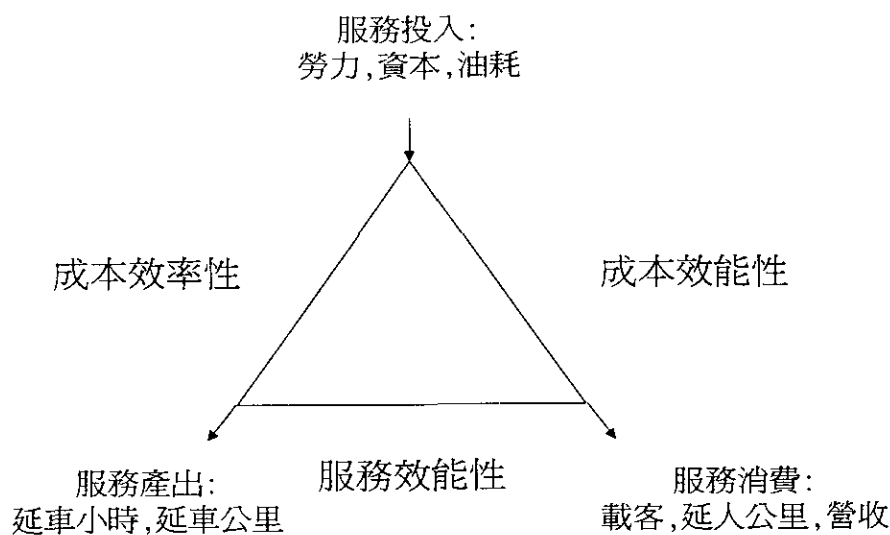 服務投入:
勞力,資本,油耗
成本效率性
成本效能性
服務效能性
服務產出:
延車小時,延車公里
服務消費:
載客,延人公里,營收